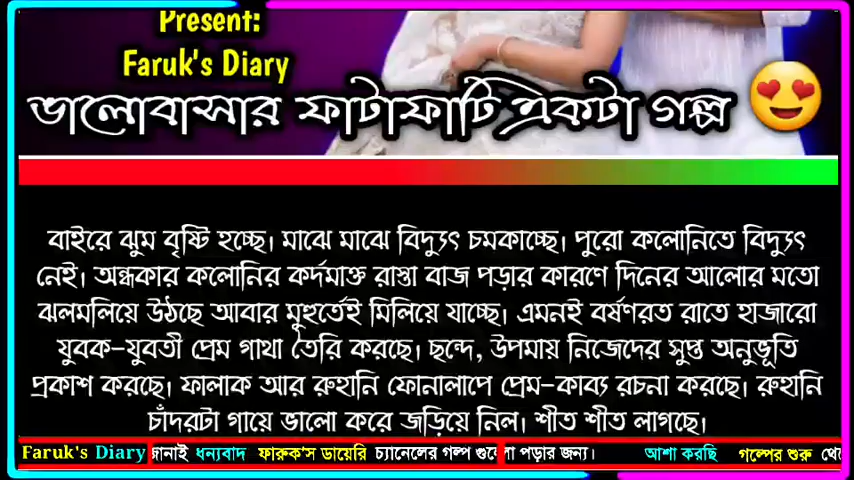 Present:
Faruk's Diary
ভালোবাসার ফাটাফাটি একটা গল্প
বাইরে ঝুম বৃষ্টি হচ্ছে। মাঝে মাঝে বিদ্যুৎ চমকাচ্ছে। পুরো কলোনিতে বিদ্যুৎ
নেই। অন্ধকার কলোনির কর্দমাক্ত রাস্তা বাজ পড়ার কারণে দিনের আলোর মতো
ঝলমলিয়ে উঠছে আবার মূহুর্তেই মিলিয়ে যাচ্ছে। এমনই বর্ষণরত রাতে হাজারো
যুবক-যুবতী প্রেম গাথা তৈরি করছে। ছন্দে, উপমায় নিজেদের সুপ্ত অনুভূতি
প্রকাশ করছে। ফালাক আর রুহানি ফোনালাপে প্রেম-কাব্য রচনা করছে। রুহানি
চাঁদরটা গায়ে ভালো করে জড়িয়ে নিল। শীত শীত লাগছে।
Faruk's Diary জানাই ধন্যবাদ ফারুক'স ডায়েরি চ্যানেলের গল্প পড়ার জন্য। আশা করছি গল্পের শুরু